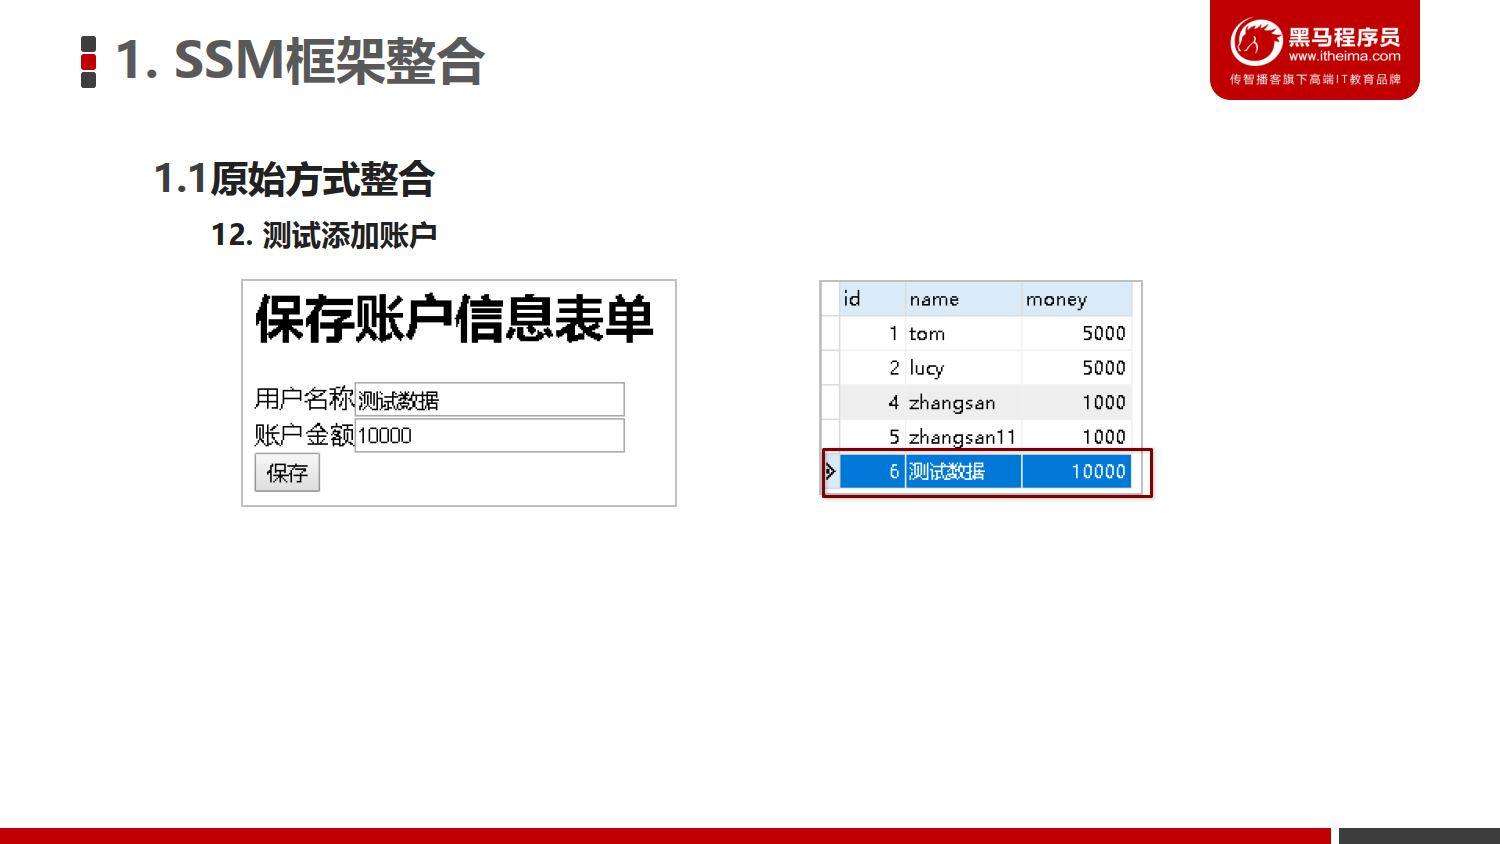 1. SSM框架整合
黑马程序员
www.itheima.com
传智播客旗下高端IT教育品牌
1.1原始方式整合
12. 测试添加账户
保存账户信息表单
用户名称 测试数据
账户金额 10000
保存
id name money
1 tom 5000
2 lucy 5000
4 zhangsan 1000
5 zhangsan11 1000
6 测试数据 10000